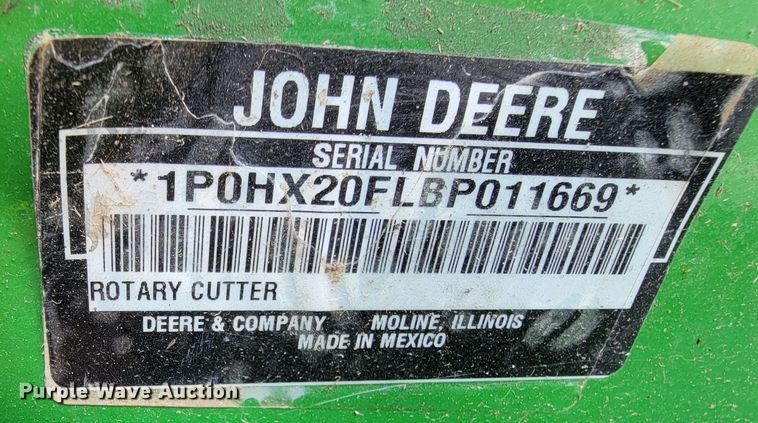 JOHN DEERE
SERIAL NUMBER
*1P0HX20FLBP011669*
ROTARY CUTTER
DEERE & COMPANY MOLINE, ILLINOIS
MADE IN MEXICO
Purple Wave Auction